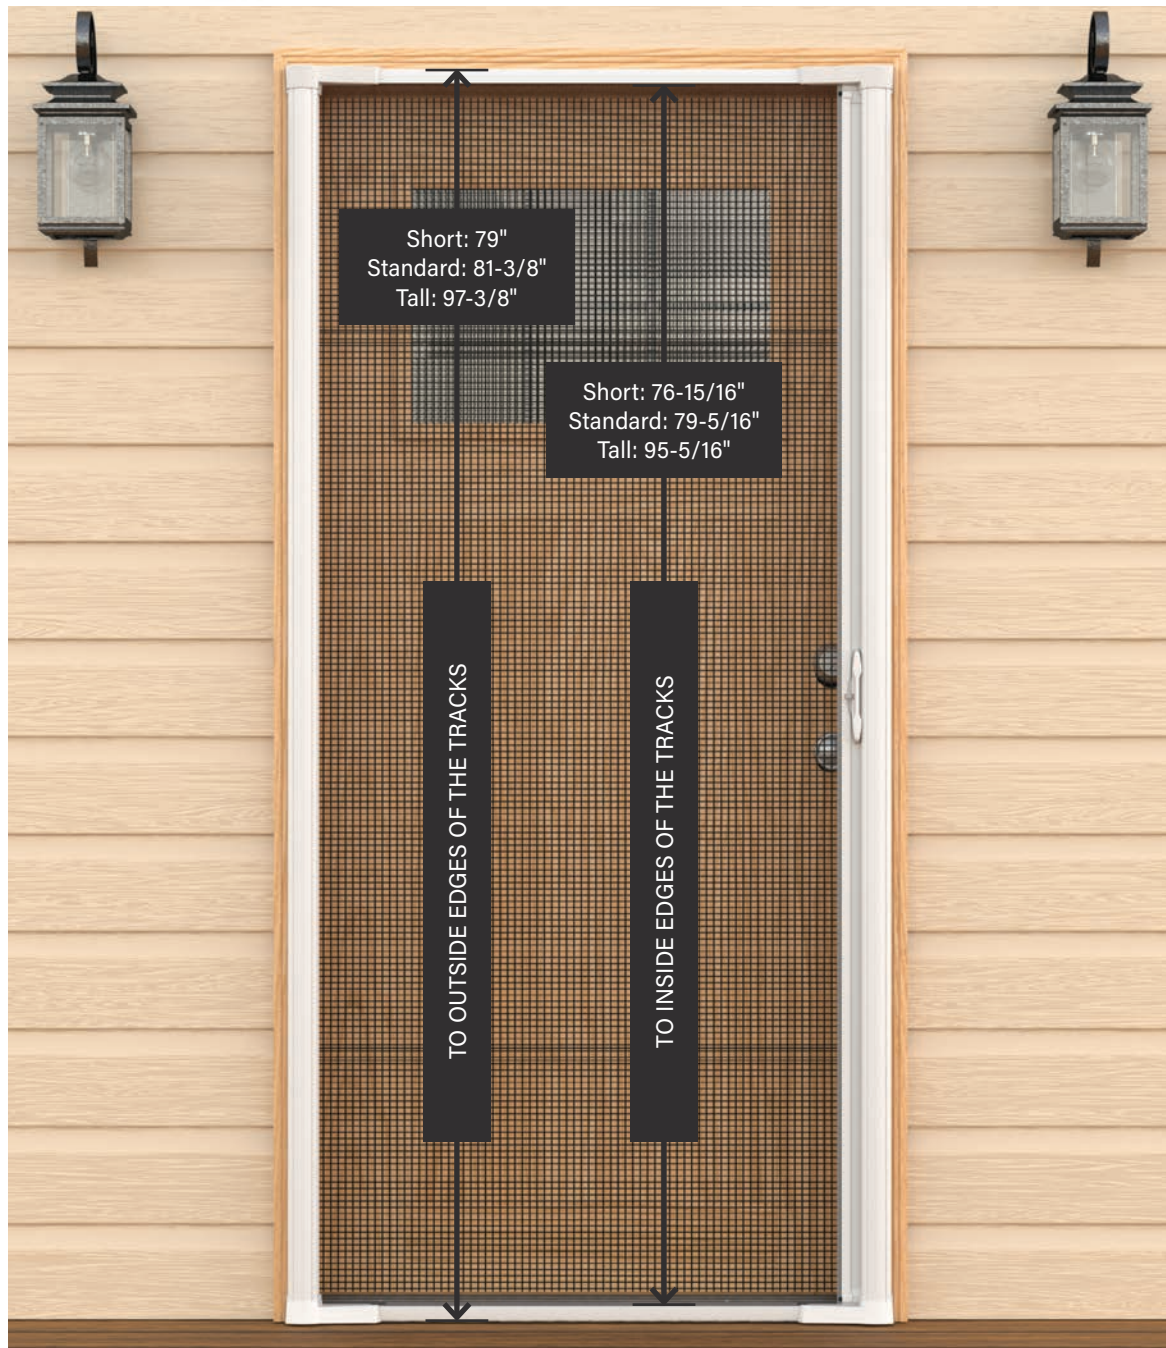 Short: 79"
Standard: 81-3/8"
Tall: 97-3/8"
Short: 76-15/16"
Standard: 79-5/16"
Tall: 95-5/16"
TO OUTSIDE EDGES OF THE TRACKS
TO INSIDE EDGES OF THE TRACKS